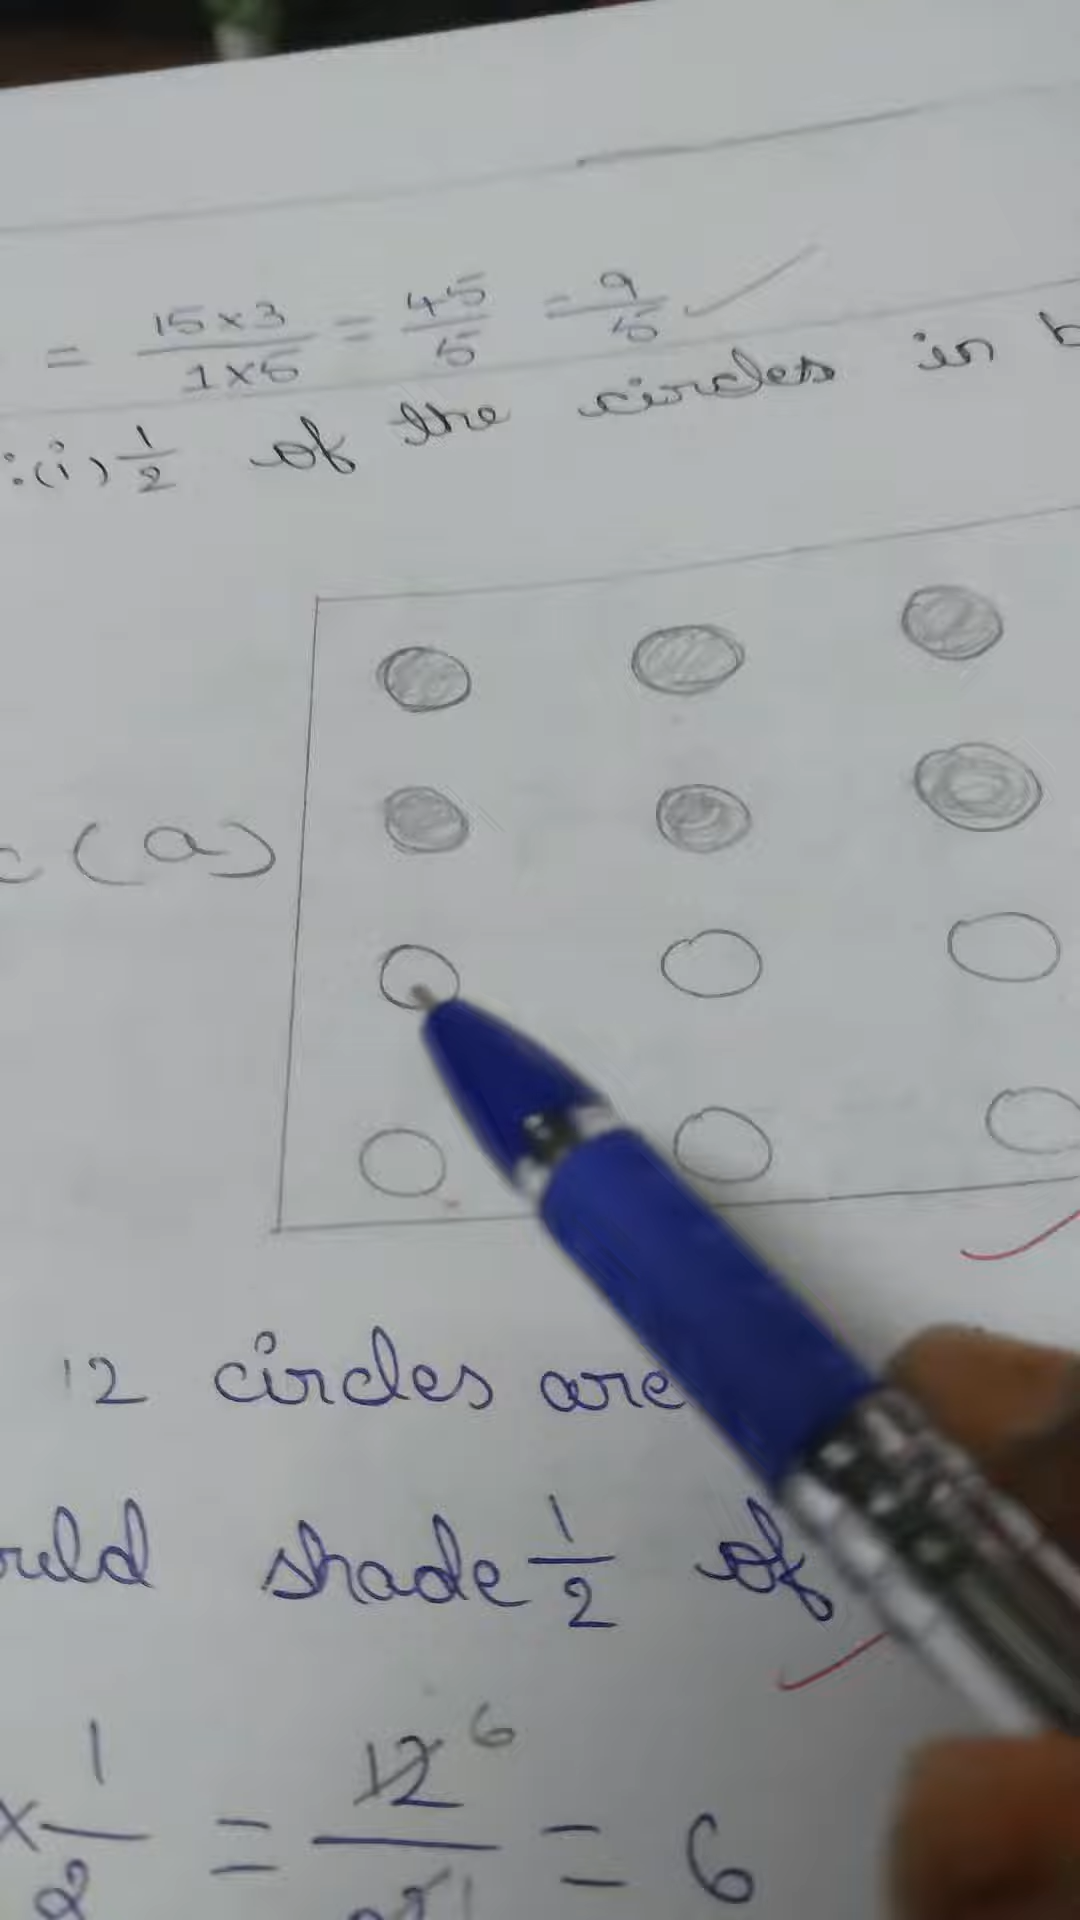 = 15×3/1×5 = 45/5 = 9/5
:(i) 1/2 of the circles in b
(a)
12 circles are
uld shade 1/2 of
× 1/2 = 12 6/2 1 = 6